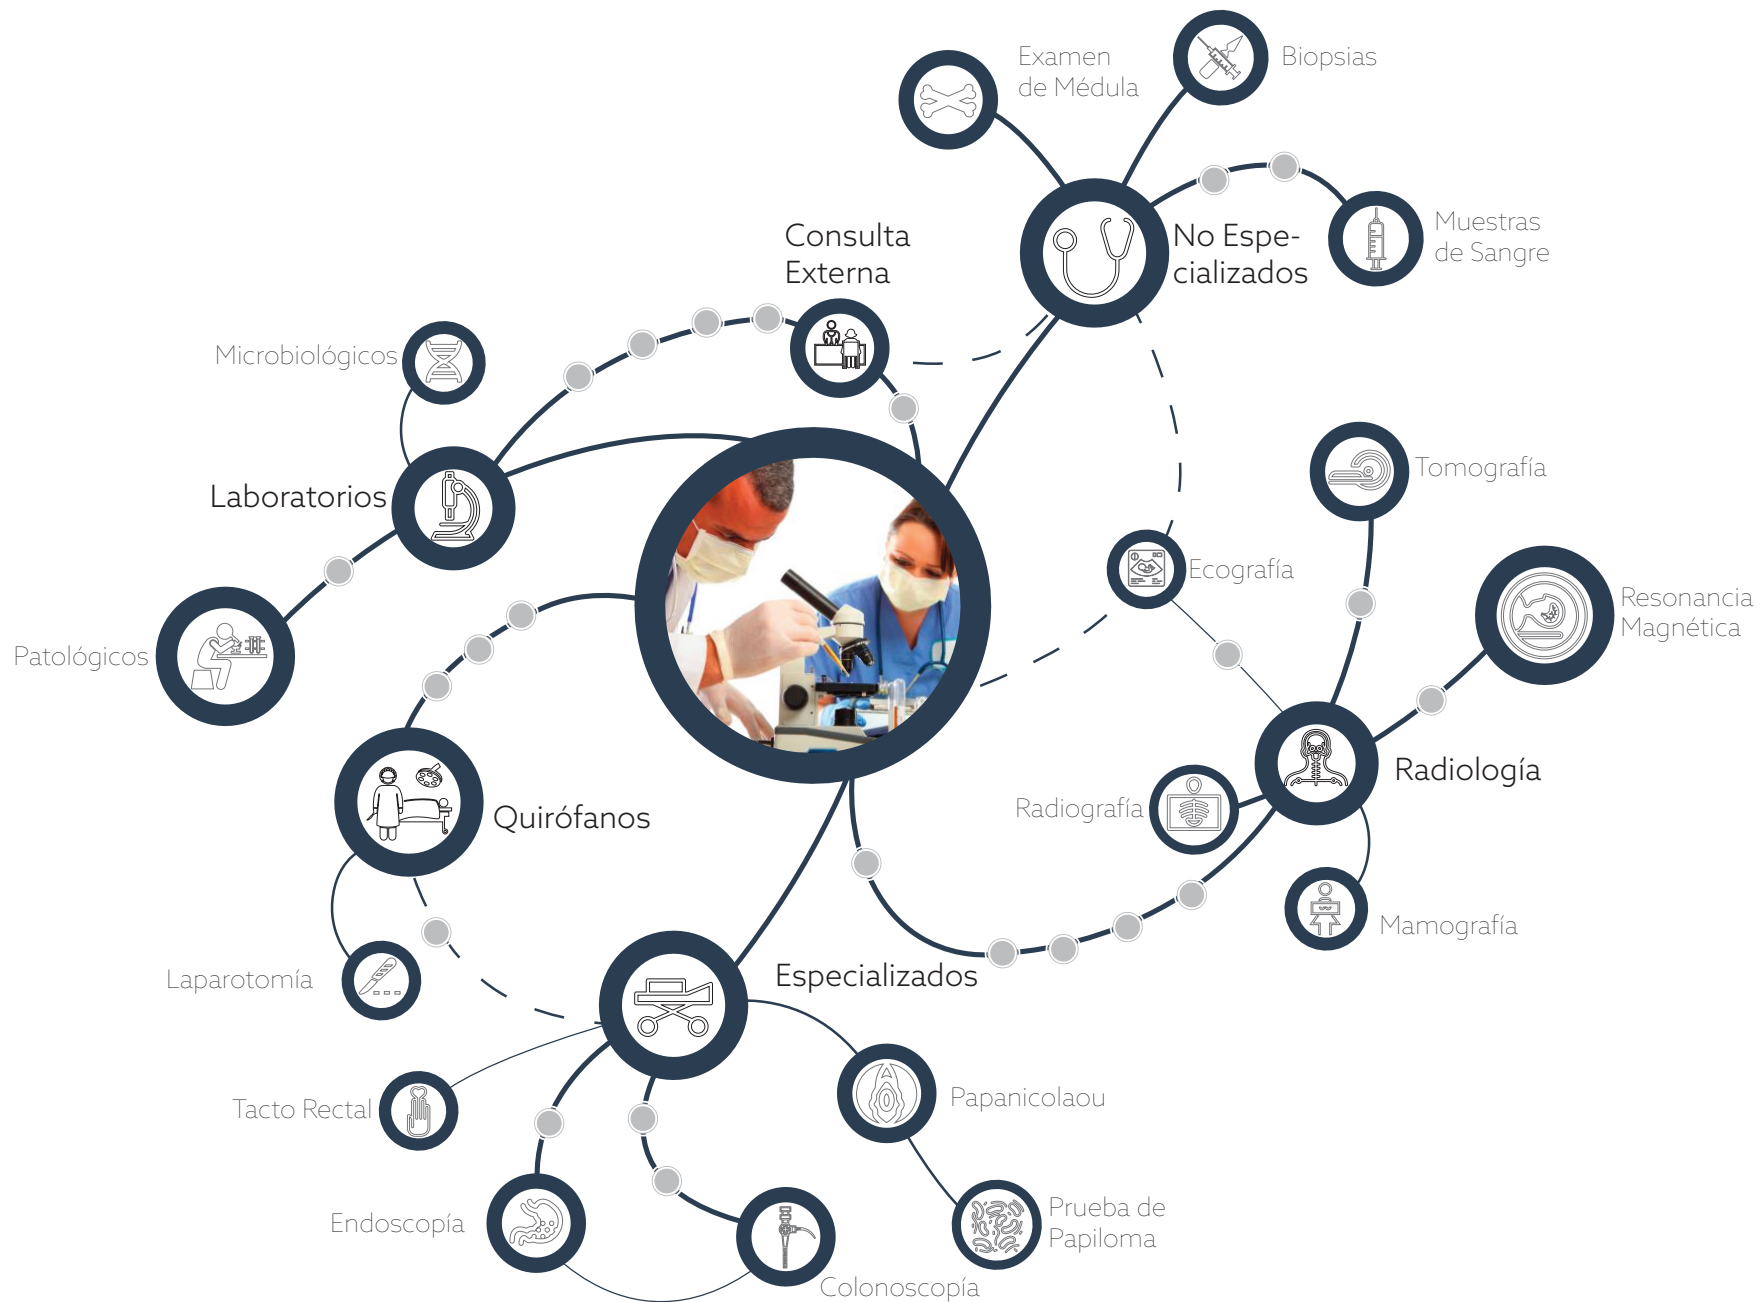 Examen
de Médula
Biopsias
Muestras
de Sangre
No Espe-
cializados
Consulta
Externa
Microbiológicos
Laboratorios
Patológicos
Tomografía
Ecografía
Resonancia
Magnética
Radiología
Radiografía
Mamografía
Quirófanos
Laparotomía
Especializados
Tacto Rectal
Papanicolaou
Endoscopía
Prueba de
Papiloma
Colonoscopía